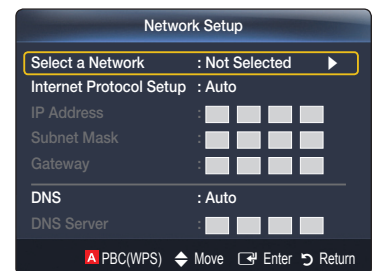 Network Setup
Select a Network : Not Selected
Internet Protocol Setup : Auto
IP Address :
Subnet Mask :
Gateway :
DNS : Auto
DNS Server :
A PBC(WPS) Move Enter Return